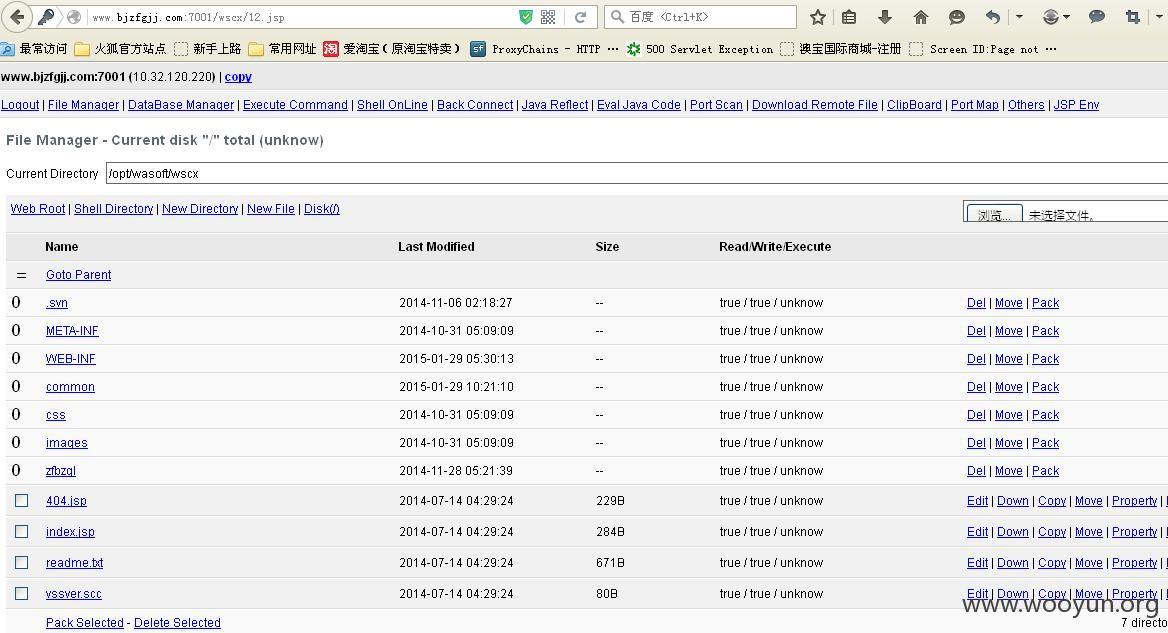 www.bjzfgjj.com:7001/wscx/12.jsp 百度 <Ctrl+K>
最常访问 火狐官方站点 新手上路 常用网址 爱淘宝（原淘宝特卖） ProxyChains - HTTP ... 500 Servlet Exception 澳宝国际商城-注册 Screen ID:Page not ...
www.bjzfgjj.com:7001 (10.32.120.220) | copy
Logout | File Manager | DataBase Manager | Execute Command | Shell OnLine | Back Connect | Java Reflect | Eval Java Code | Port Scan | Download Remote File | ClipBoard | Port Map | Others | JSP Env
File Manager - Current disk "/" total (unknow)
Current Directory /opt/wasoft/wscx
Web Root | Shell Directory | New Directory | New File | Disk(/) 浏览... 未选择文件。
Name Last Modified Size Read/Write/Execute
= Goto Parent
0 .svn 2014-11-06 02:18:27 -- true / true / unknow Del | Move | Pack
0 META-INF 2014-10-31 05:09:09 -- true / true / unknow Del | Move | Pack
0 WEB-INF 2015-01-29 05:30:13 -- true / true / unknow Del | Move | Pack
0 common 2015-01-29 10:21:10 -- true / true / unknow Del | Move | Pack
0 css 2014-10-31 05:09:09 -- true / true / unknow Del | Move | Pack
0 images 2014-10-31 05:09:09 -- true / true / unknow Del | Move | Pack
0 zfbzgl 2014-11-28 05:21:39 -- true / true / unknow Del | Move | Pack
404.jsp 2014-07-14 04:29:24 229B true / true / unknow Edit | Down | Copy | Move | Property |
index.jsp 2014-07-14 04:29:24 284B true / true / unknow Edit | Down | Copy | Move | Property |
readme.txt 2014-07-14 04:29:24 671B true / true / unknow Edit | Down | Copy | Move | Property |
vssver.scc 2014-07-14 04:29:24 80B true / true / unknow Edit | Down | Copy | Move | Property |
www.wooyun.org
Pack Selected - Delete Selected 7 directo